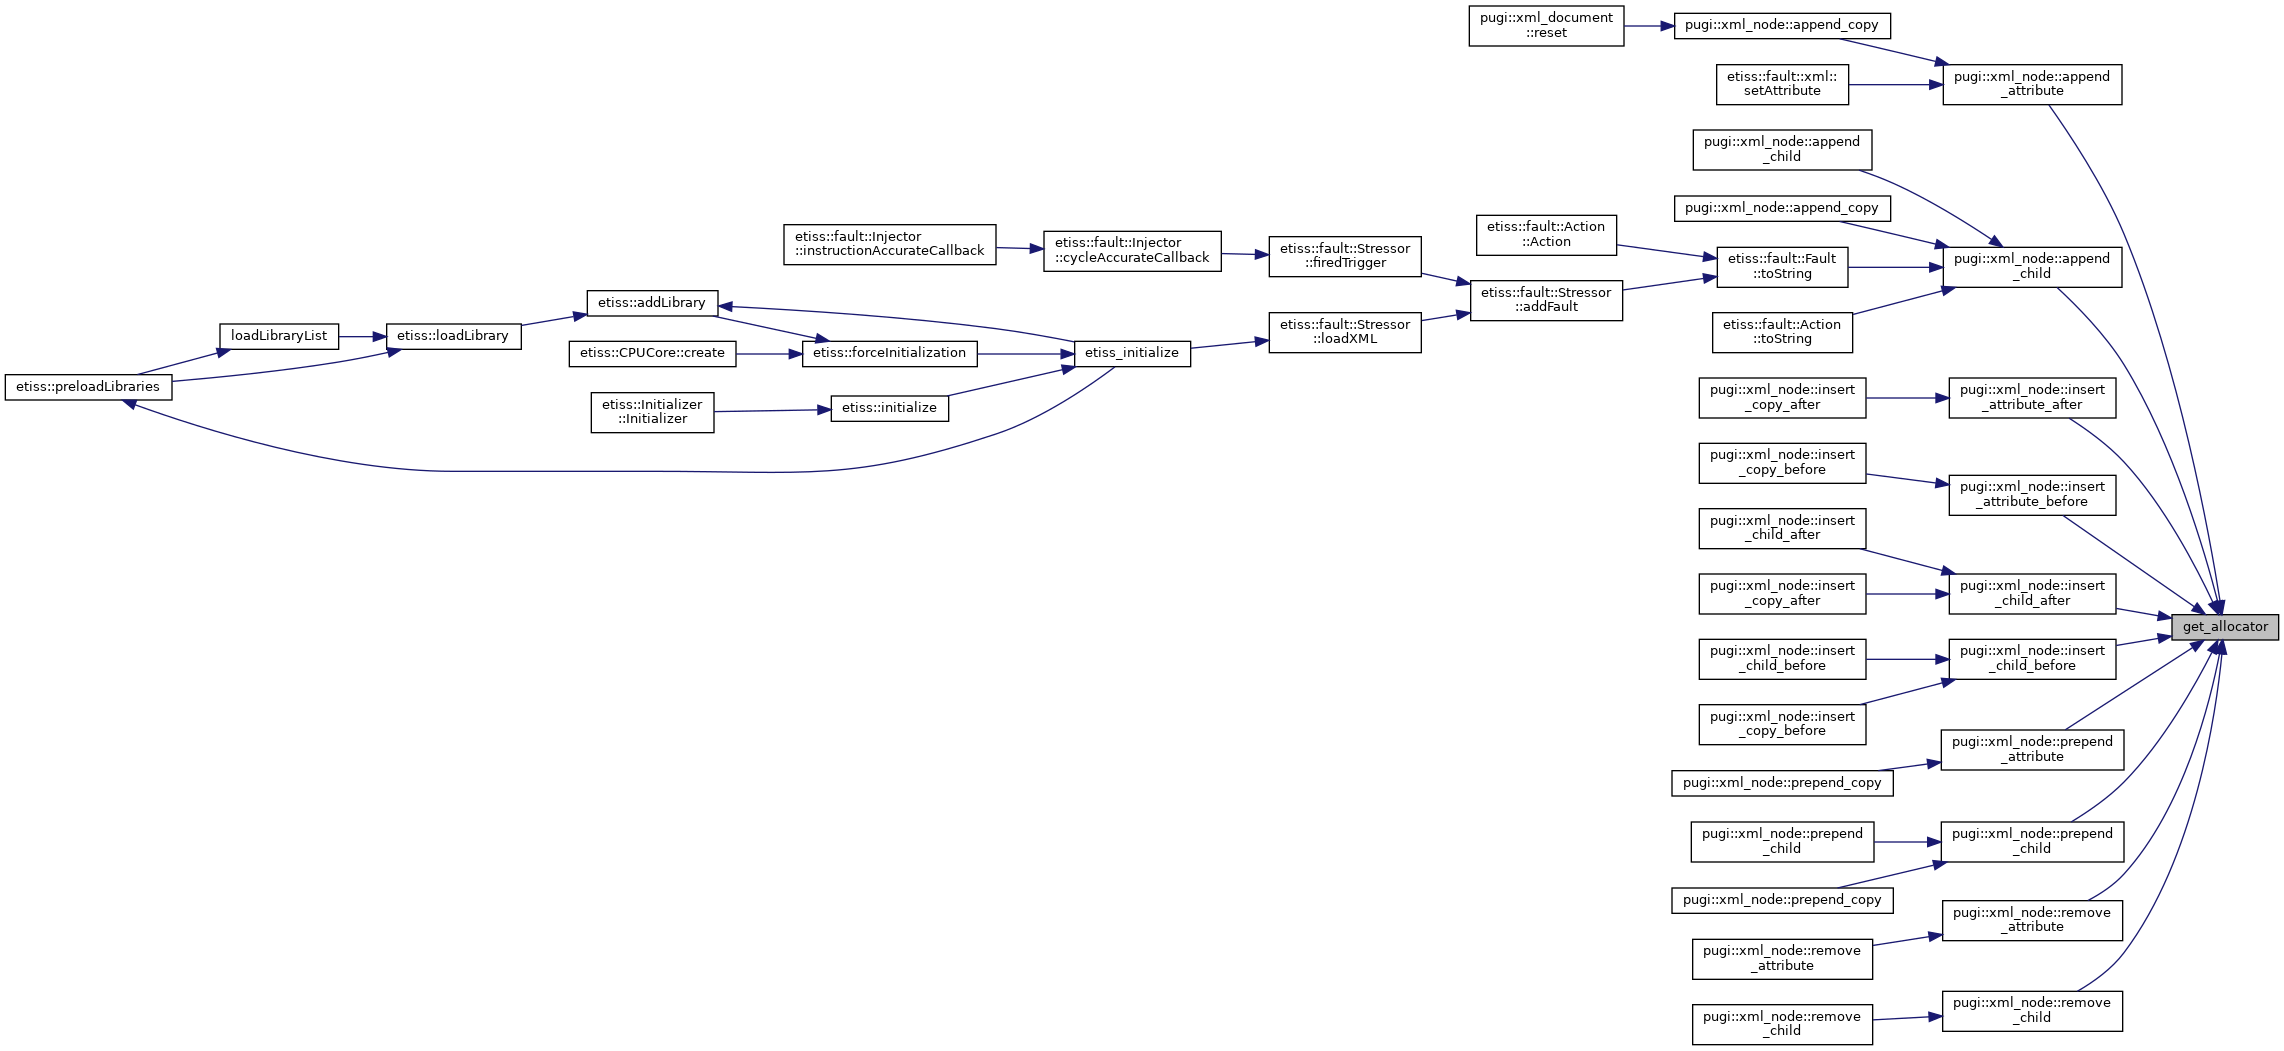 pugi::xml_document
::reset
pugi::xml_node::append_copy
pugi::xml_node::append
_attribute
etiss::fault::xml::
setAttribute
pugi::xml_node::append
_child
pugi::xml_node::append_copy
etiss::fault::Action
::Action
etiss::fault::Injector
::instructionAccurateCallback
etiss::fault::Injector
::cycleAccurateCallback
etiss::fault::Stressor
::firedTrigger
etiss::fault::Fault
::toString
pugi::xml_node::append
_child
etiss::fault::Stressor
::addFault
etiss::addLibrary
etiss::fault::Stressor
::loadXML
etiss::fault::Action
::toString
loadLibraryList
etiss::loadLibrary
etiss::CPUCore::create
etiss::forceInitialization
etiss_initialize
etiss::preloadLibraries
etiss::Initializer
::Initializer
etiss::initialize
pugi::xml_node::insert
_copy_after
pugi::xml_node::insert
_attribute_after
pugi::xml_node::insert
_copy_before
pugi::xml_node::insert
_attribute_before
pugi::xml_node::insert
_child_after
pugi::xml_node::insert
_copy_after
pugi::xml_node::insert
_child_after
get_allocator
pugi::xml_node::insert
_child_before
pugi::xml_node::insert
_child_before
pugi::xml_node::insert
_copy_before
pugi::xml_node::prepend
_attribute
pugi::xml_node::prepend_copy
pugi::xml_node::prepend
_child
pugi::xml_node::prepend
_child
pugi::xml_node::prepend_copy
pugi::xml_node::remove
_attribute
pugi::xml_node::remove
_attribute
pugi::xml_node::remove
_child
pugi::xml_node::remove
_child